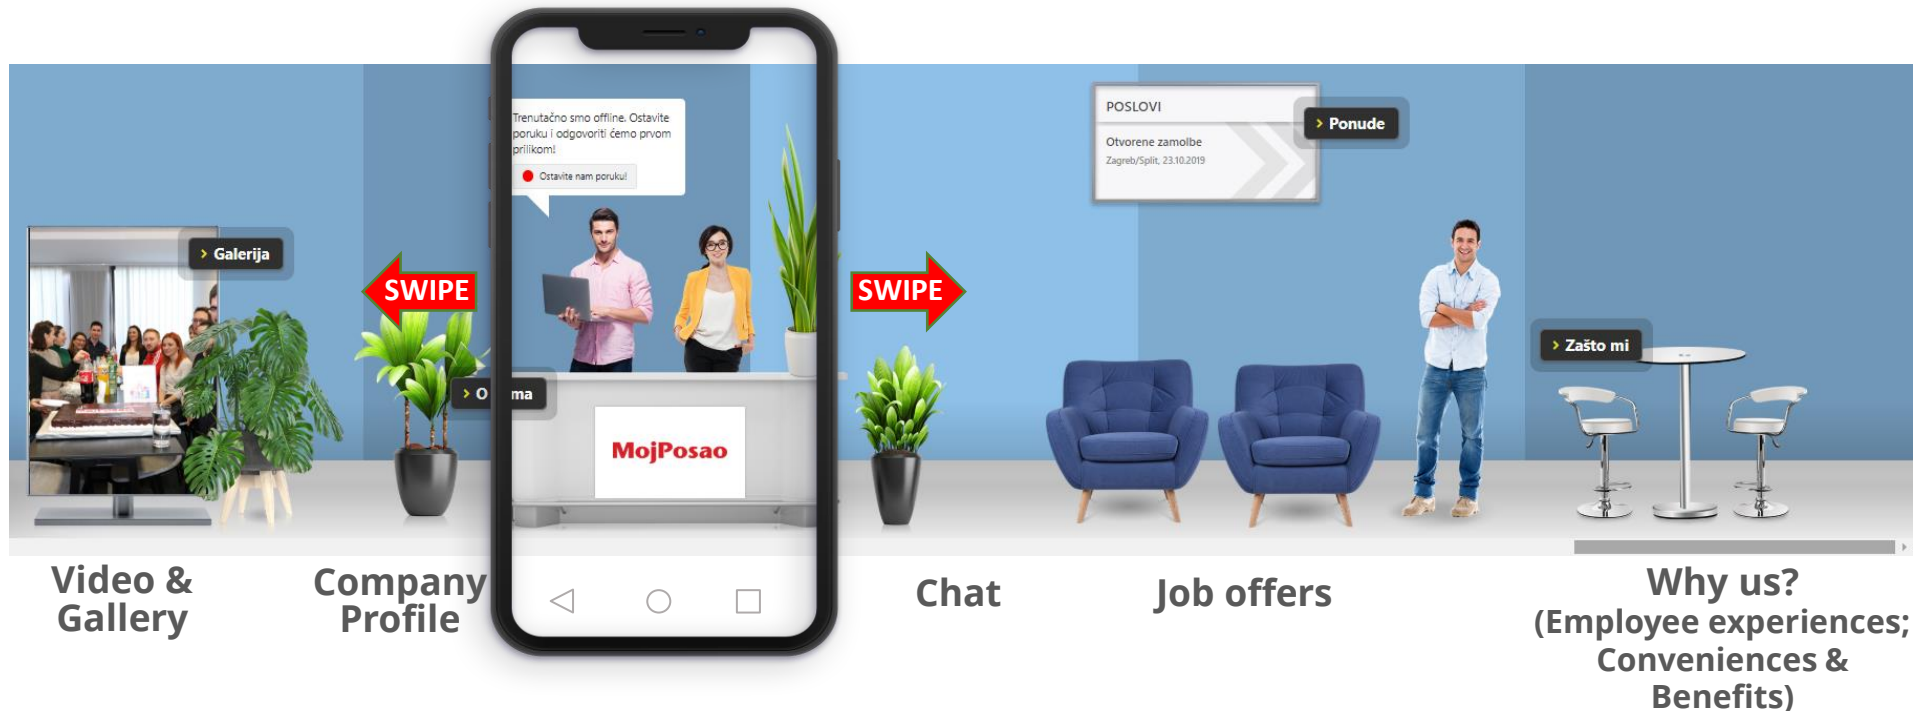 Trenutačno smo offline. Ostavite
poruku i odgovoriti ćemo prvom
prilikom!
Ostavite nam poruku!
POSLOVI
Otvorene zamolbe
Zagreb/Split, 23.10.2019
> Ponude
> Galerija
SWIPE
SWIPE
> Zašto mi
> O
ma
MojPosao
Video &
Gallery
Company
Profile
Chat
Job offers
Why us?
(Employee experiences;
Conveniences &
Benefits)